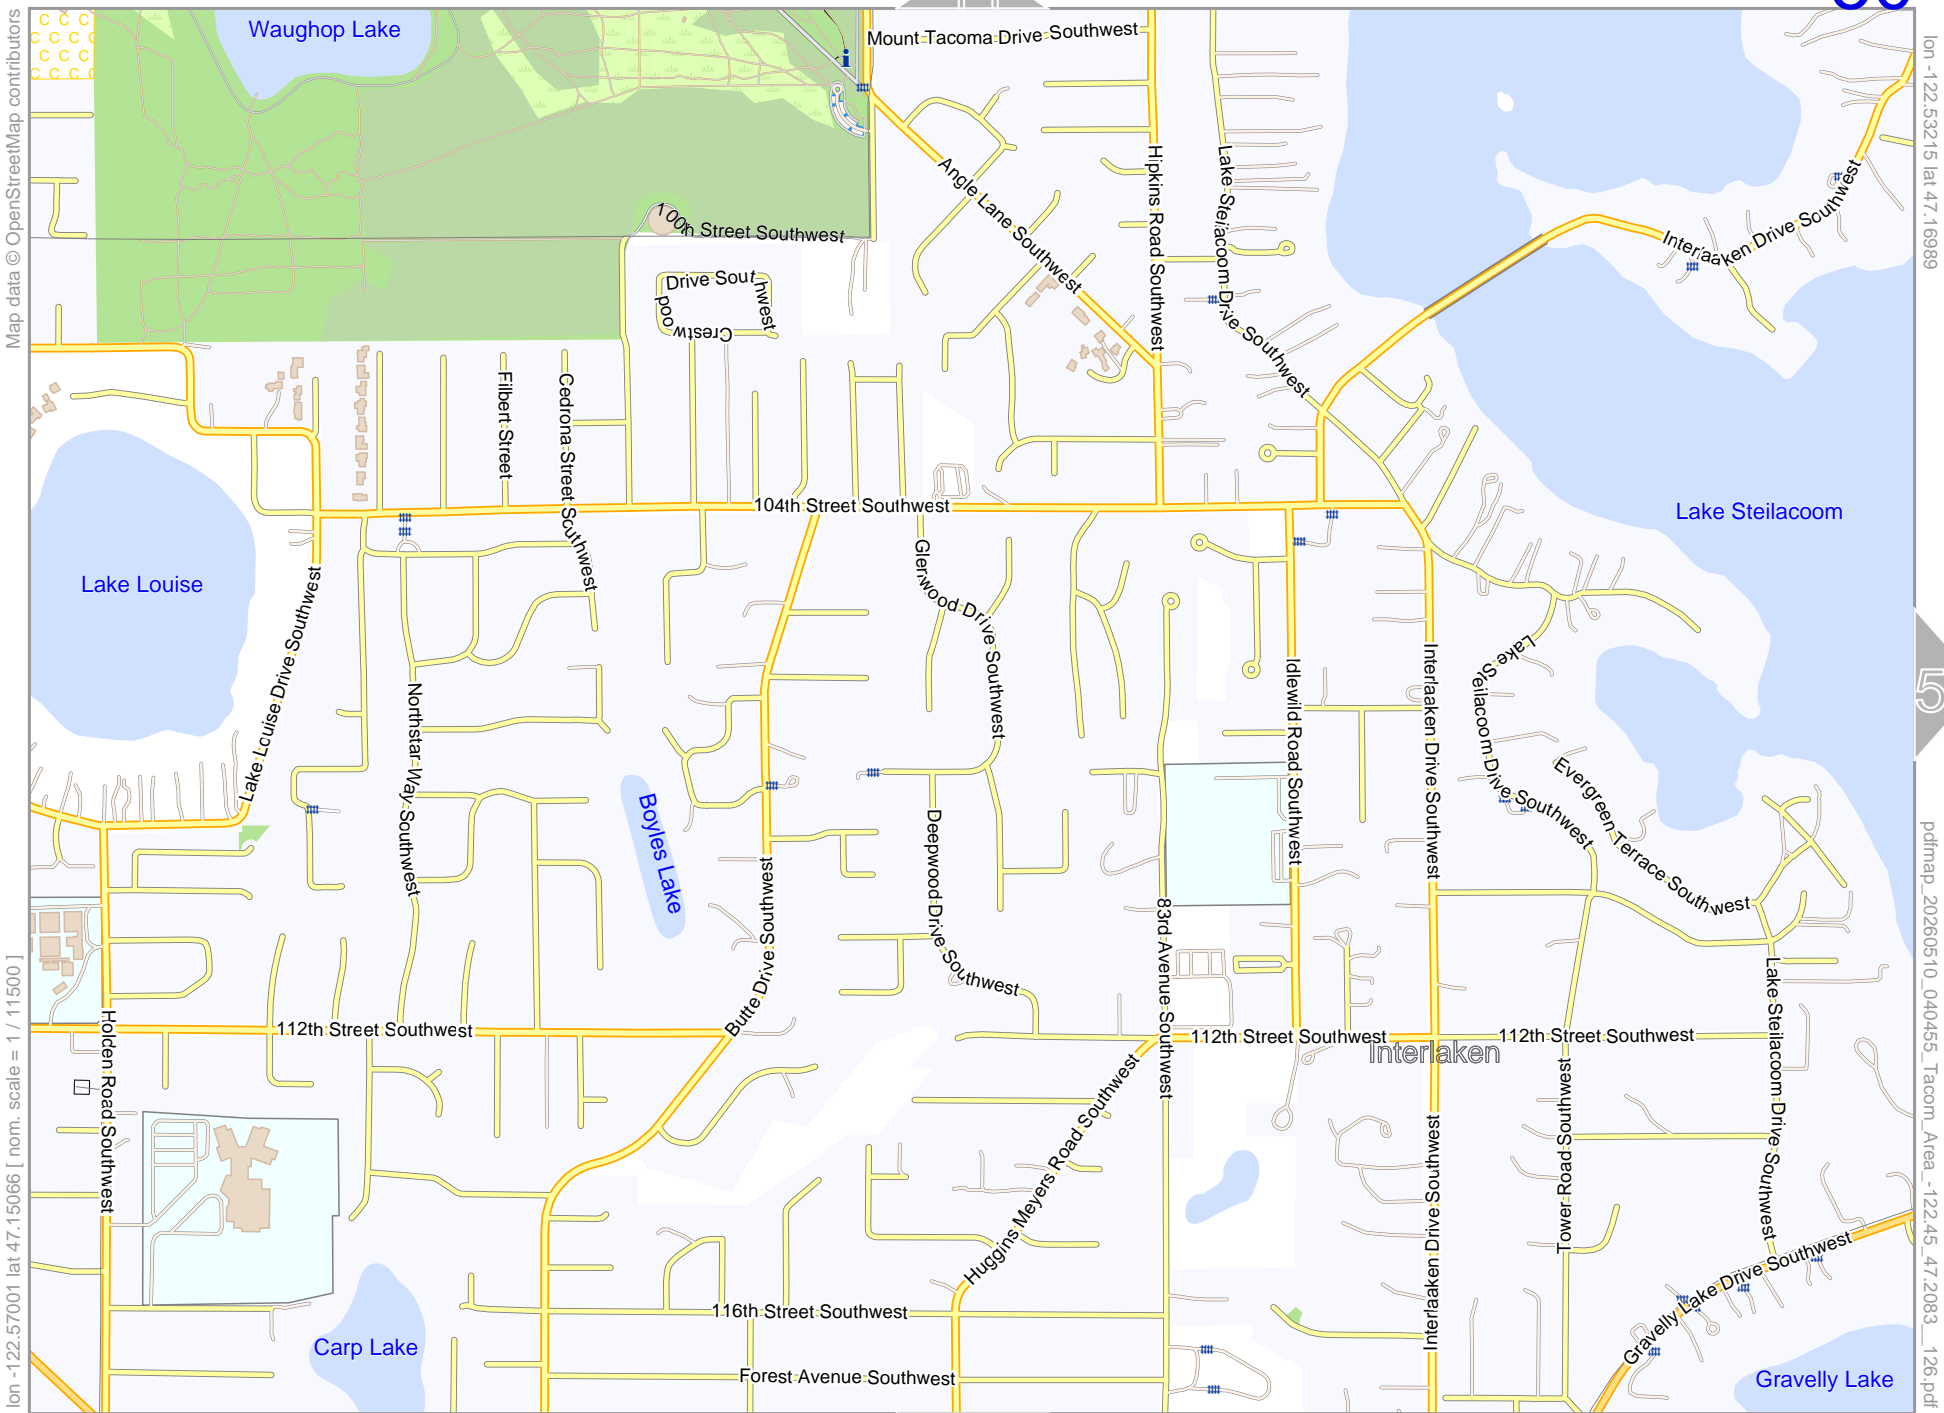 Waughop Lake
Mount Tacoma Drive Southwest
Map data © OpenStreetMap contributors
lon -122.53215 lat 47.16989
Angle Lane Southwest
Hipkins Road Southwest
Lake Steilacoom Drive Southwest
Interlaaken Drive Southwest
100th Street Southwest
Crestwood Drive Southwest
Filbert Street
Cedrona Street Southwest
104th Street Southwest
Lake Steilacoom
Lake Louise
Lake Louise Drive Southwest
Glenwood Drive Southwest
Northstar Way Southwest
Idlewild Road Southwest
Interlaaken Drive Southwest
Lake Steilacoom Drive Southwest
5
Evergreen Terrace Southwest
Boyles Lake
Deepwood Drive Southwest
Butte Drive Southwest
83rd Avenue Southwest
Lake Steilacoom Drive Southwest
Holden Road Southwest
112th Street Southwest
112th Street Southwest
112th Street Southwest
Interlaken
Tower Road Southwest
Huggins Meyers Road Southwest
Interlaaken Drive Southwest
Gravelly Lake Drive Southwest
116th Street Southwest
Carp Lake
Forest Avenue Southwest
Gravelly Lake
lon -122.57001 lat 47.15066 [ nom. scale = 1 / 11500 ]
pdfmap_20260510_040455_Tacom_Area_-122.45_47.2083__126.pdf